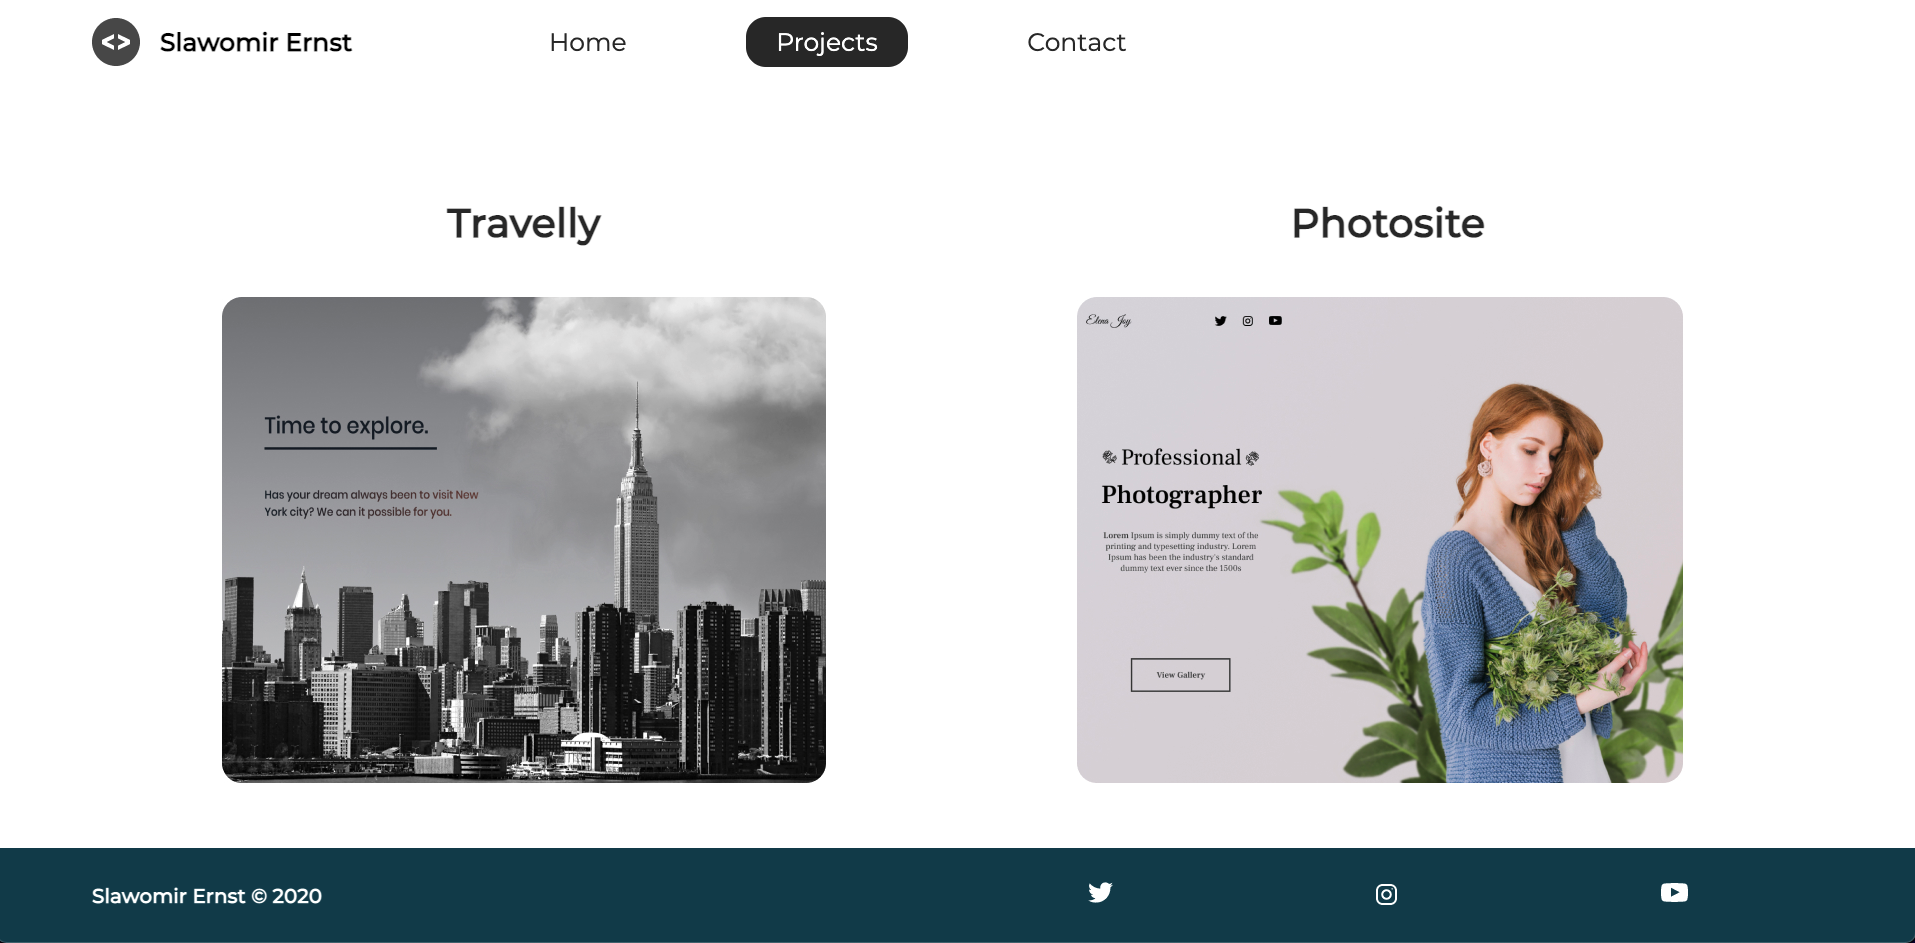 <> Slawomir Ernst
Home
Projects
Contact
Travelly
Photosite
Time to explore.
Has your dream always been to visit New
York city? We can it possible for you.
Elena Joy
Professional
Photographer
Lorem Ipsum is simply dummy text of the
printing and typesetting industry. Lorem
Ipsum has been the industry's standard
dummy text ever since the 1500s
View Gallery
Slawomir Ernst © 2020